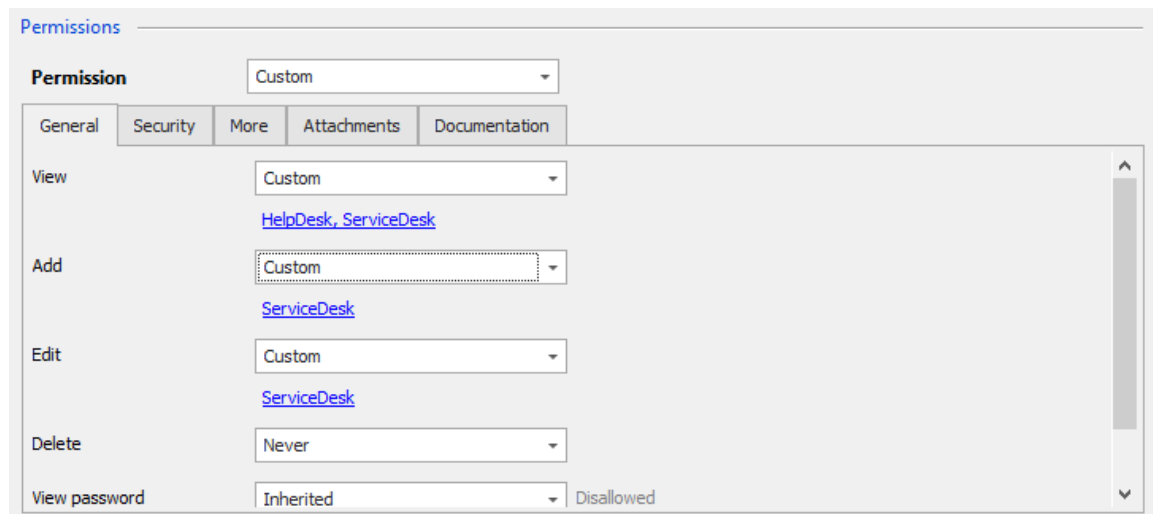 Permissions
Permission Custom
General Security More Attachments Documentation
View Custom
HelpDesk, ServiceDesk
Add Custom
ServiceDesk
Edit Custom
ServiceDesk
Delete Never
View password Inherited Disallowed